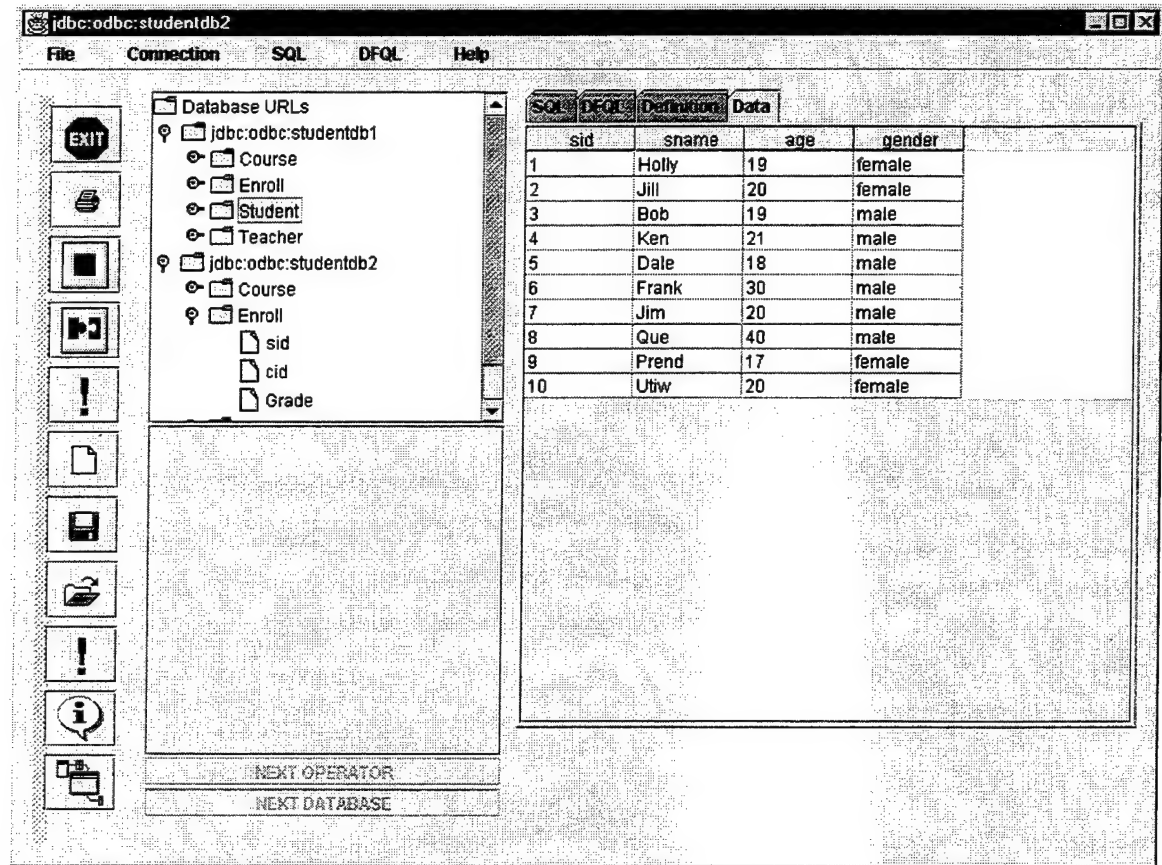 jdbc:odbc:studentdb2
File Connection SQL DFQL Help
EXIT
Database URLs
jdbc:odbc:studentdb1
Course
Enroll
Student
Teacher
jdbc:odbc:studentdb2
Course
Enroll
sid
cid
Grade
NEXT OPERATOR
NEXT DATABASE
SQL DFQL Definition Data
sid sname age gender
1 Holly 19 female
2 Jill 20 female
3 Bob 19 male
4 Ken 21 male
5 Dale 18 male
6 Frank 30 male
7 Jim 20 male
8 Que 40 male
9 Prend 17 female
10 Utiw 20 female